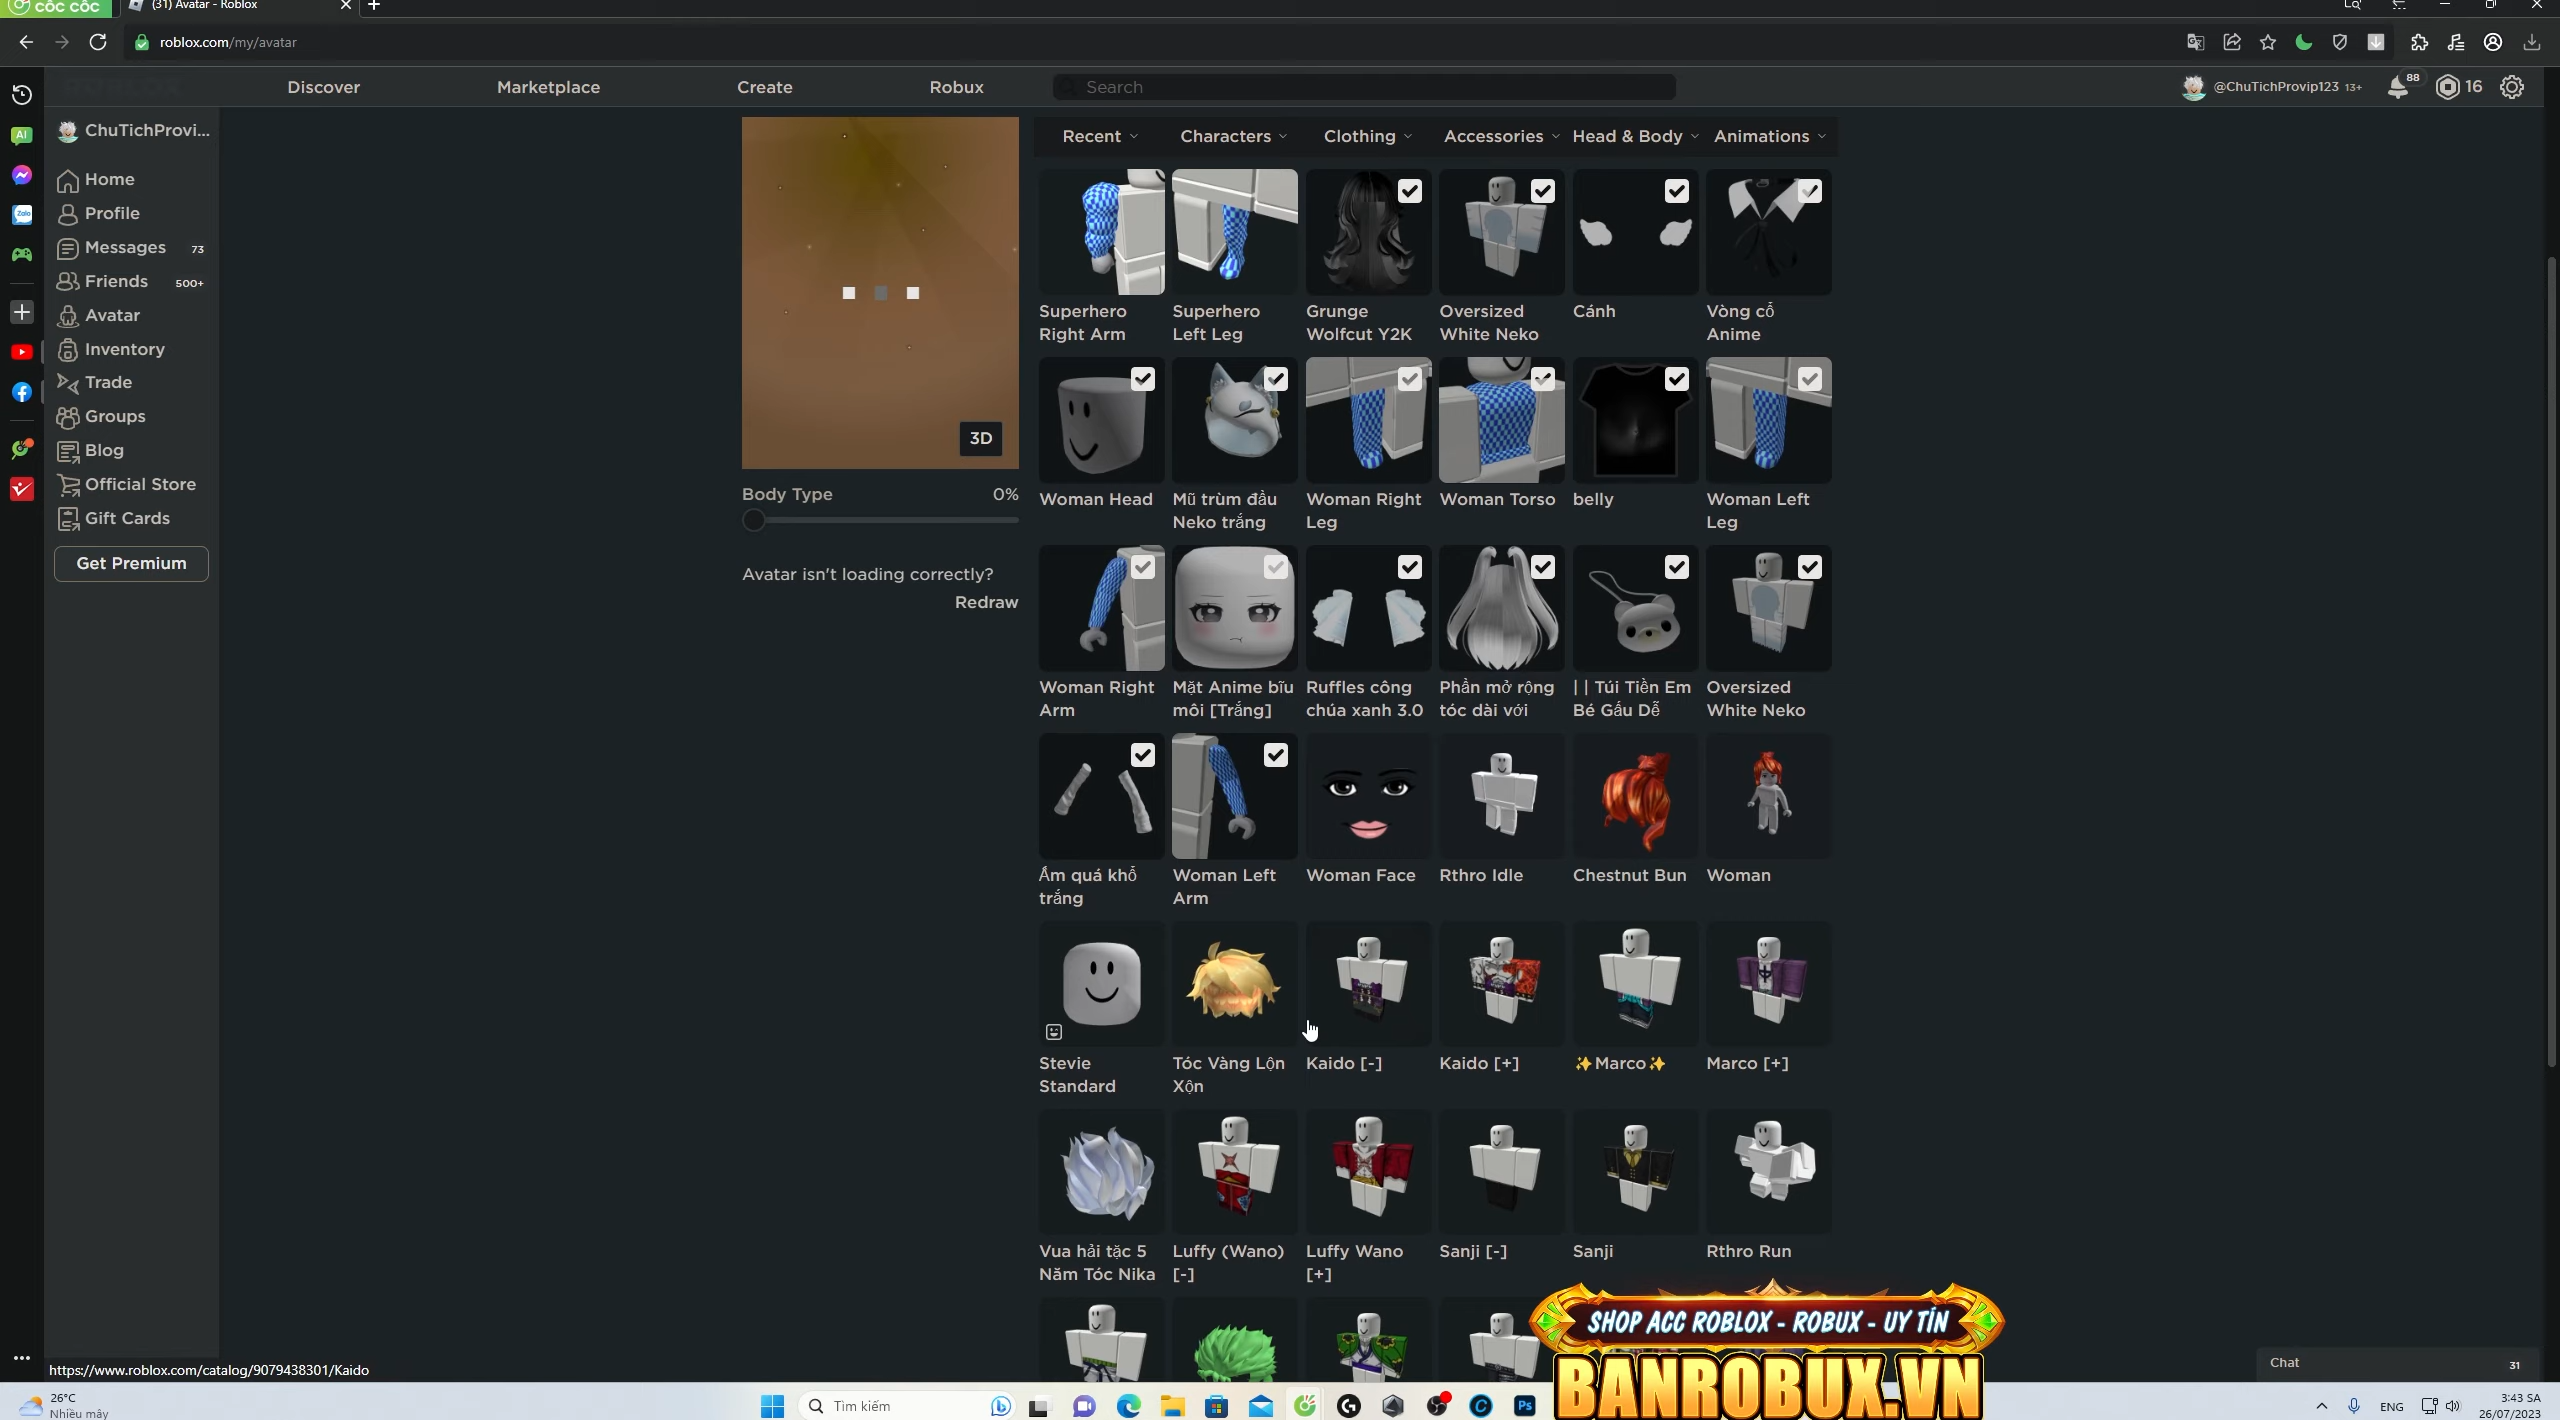 cốc cốc
(31) Avatar - Roblox
roblox.com/my/avatar
Discover
Marketplace
Create
Robux
Search
@ChuTichProvip123 13+
88
16
ChuTichProvi...
Home
Profile
Messages 73
Friends 500+
Avatar
Inventory
Trade
Groups
Blog
Official Store
Gift Cards
Get Premium
AI
Zalo
3D
Body Type 0%
Avatar isn't loading correctly?
Redraw
Recent
Characters
Clothing
Accessories
Head & Body
Animations
Superhero
Right Arm
Superhero
Left Leg
Grunge
Wolfcut Y2K
Oversized
White Neko
Cánh
Vòng cổ
Anime
Woman Head
Mũ trùm đầu
Neko trắng
Woman Right
Leg
Woman Torso
belly
Woman Left
Leg
Woman Right
Arm
Mặt Anime bĩu
môi [Trắng]
Ruffles công
chúa xanh 3.0
Phần mở rộng
tóc dài với
| | Túi Tiền Em
Bé Gấu Dễ
Oversized
White Neko
Ấm quá khổ
trắng
Woman Left
Arm
Woman Face
Rthro Idle
Chestnut Bun
Woman
Stevie
Standard
Tóc Vàng Lộn
Xộn
Kaido [-]
Kaido [+]
✨Marco✨
Marco [+]
Vua hải tặc 5
Năm Tóc Nika
Luffy (Wano)
[-]
Luffy Wano
[+]
Sanji [-]
Sanji
Rthro Run
SHOP ACC ROBLOX - ROBUX - UY TÍN
BANROBUX.VN
Chat 31
https://www.roblox.com/catalog/9079438301/Kaido
26°C
Nhiều mây
Tìm kiếm
Ps
ENG
3:43 SA
26/07/2023